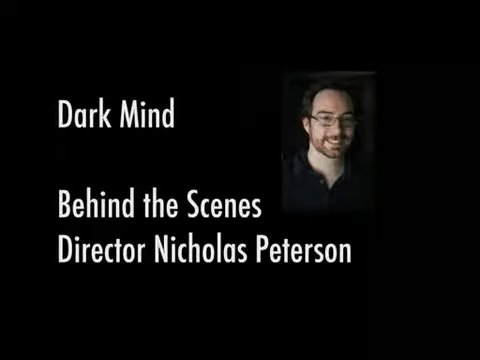 Dark Mind
Behind the Scenes
Director Nicholas Peterson